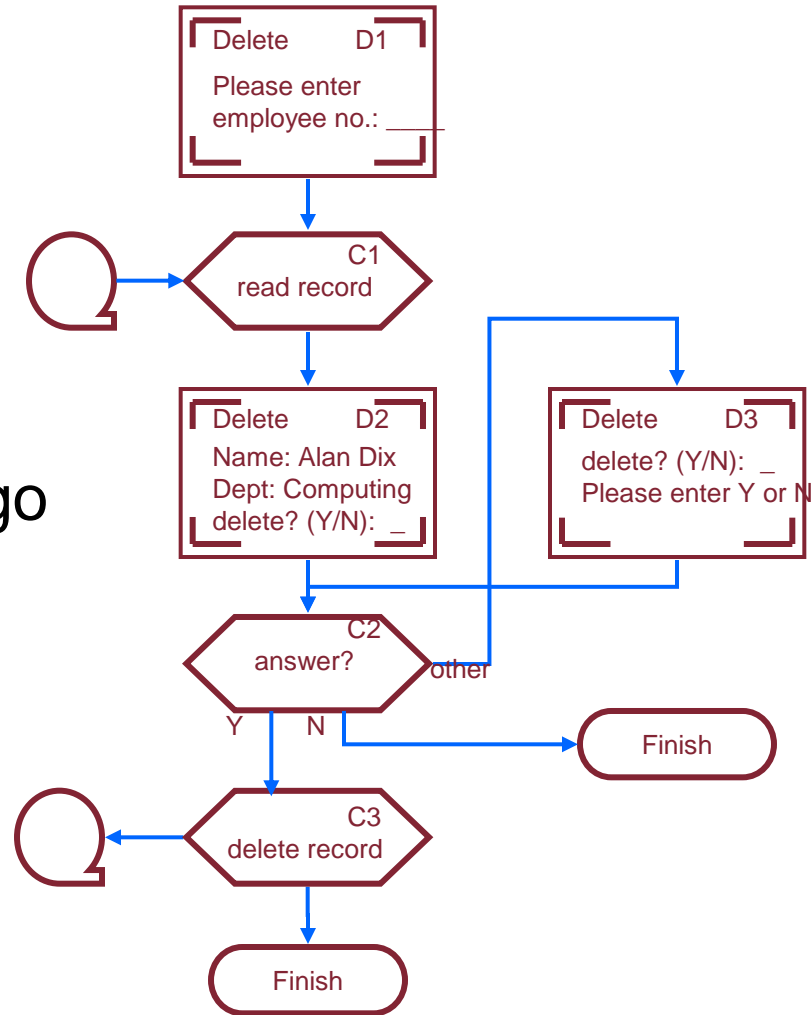 Delete D1
Please enter
employee no.: ____
C1
read record
Delete D2
Name: Alan Dix
Dept: Computing
delete? (Y/N): _
Delete D3
delete? (Y/N): _
Please enter Y or N
go
C2
answer?
other
Y N
Finish
C3
delete record
Finish